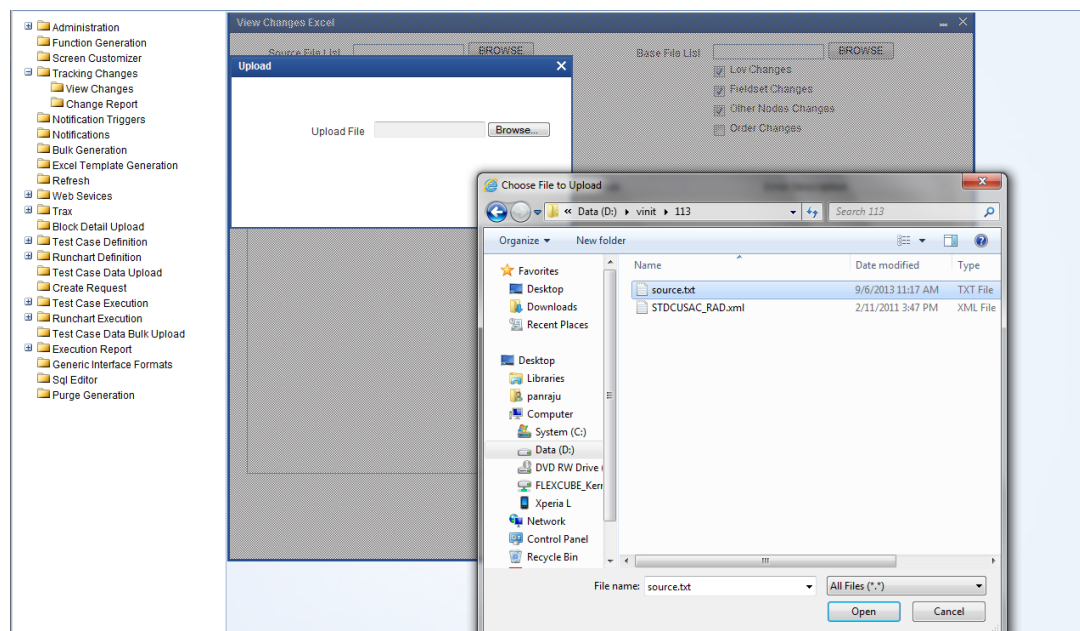 Administration
Function Generation
Screen Customizer
Tracking Changes
View Changes
Change Report
Notification Triggers
Notifications
Bulk Generation
Excel Template Generation
Refresh
Web Sevices
Trax
Block Detail Upload
Test Case Definition
Runchart Definition
Test Case Data Upload
Create Request
Test Case Execution
Runchart Execution
Test Case Data Bulk Upload
Execution Report
Generic Interface Formats
Sql Editor
Purge Generation
View Changes Excel
Source File List BROWSE Base File List BROWSE
Lov Changes
Fieldset Changes
Other Nodes Changes
Order Changes
Upload
Upload File Browse...
Choose File to Upload
« Data (D:) vinit 113 Search 113
Organize New folder
Favorites
Desktop
Downloads
Recent Places
Desktop
Libraries
panraju
Computer
System (C:)
Data (D:)
DVD RW Drive (
FLEXCUBE_Kern
Xperia L
Network
Control Panel
Recycle Bin
Name Date modified Type
source.txt 9/6/2013 11:17 AM TXT File
STDCUSAC_RAD.xml 2/11/2011 3:47 PM XML File
File name: source.txt All Files (*.*)
Open Cancel